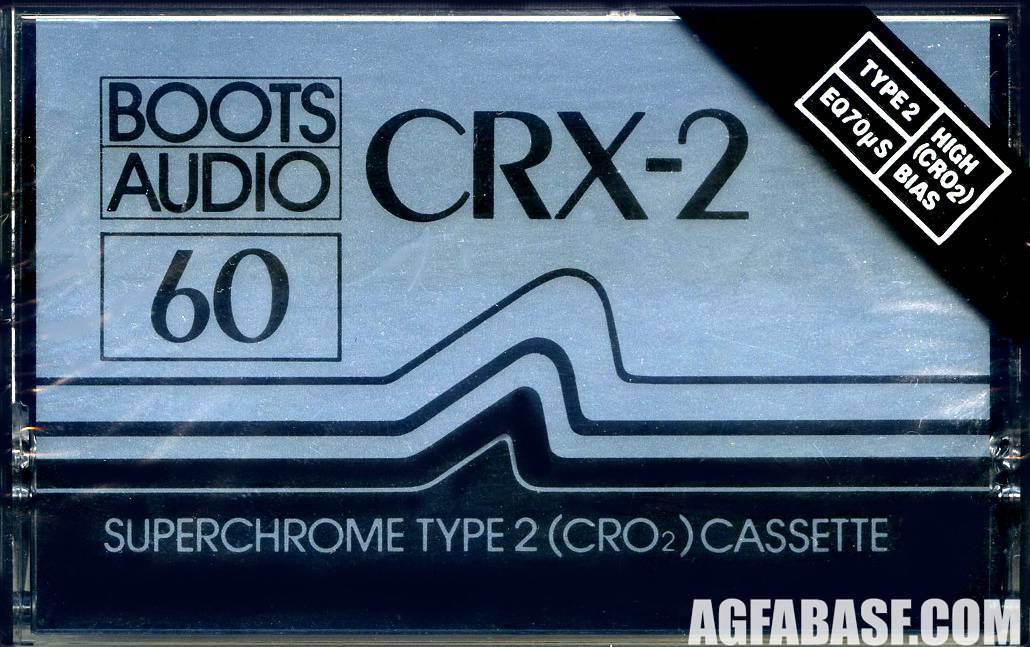 BOOTS
AUDIO
60
CRX-2
TYPE 2
EQ70µS
HIGH
(CRO2)
BIAS
SUPERCHROME TYPE 2 (CRO₂) CASSETTE
AGFABASF.COM